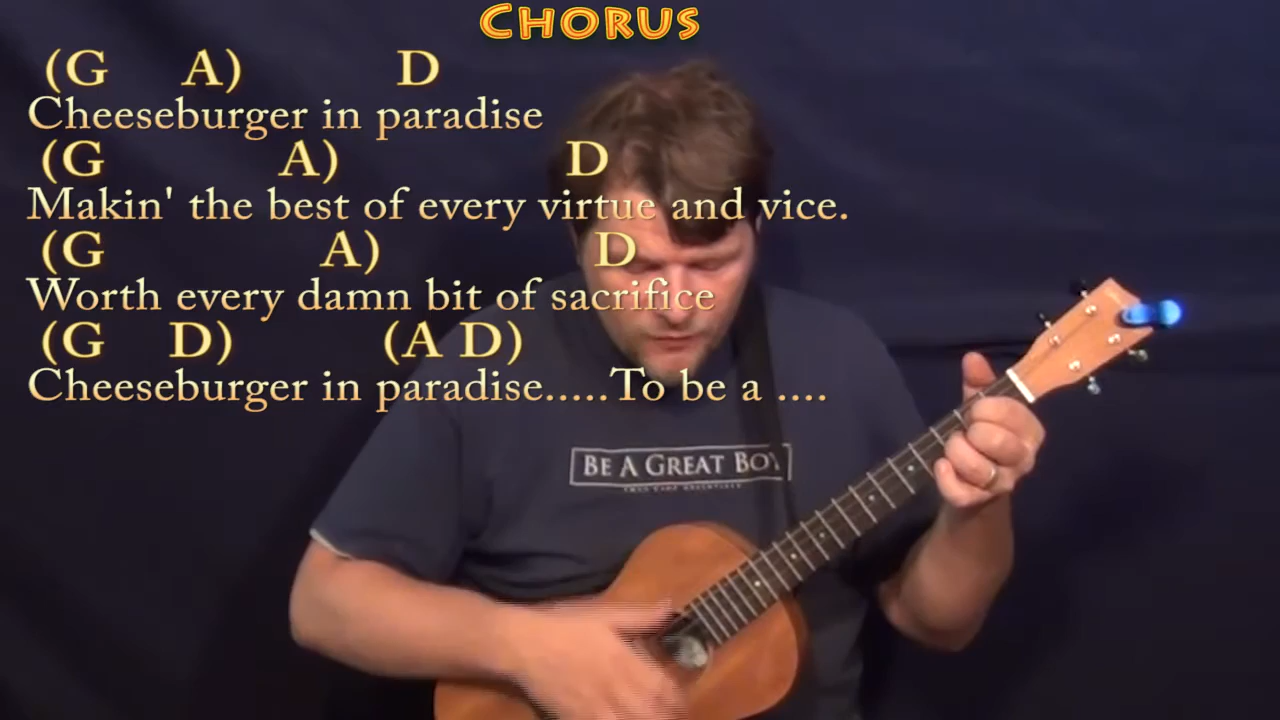 CHORUS
(G A) D
Cheeseburger in paradise
(G A) D
Makin' the best of every virtue and vice.
(G A) D
Worth every damn bit of sacrifice
(G D) (A D)
Cheeseburger in paradise.....To be a ....
BE A GREAT BOY